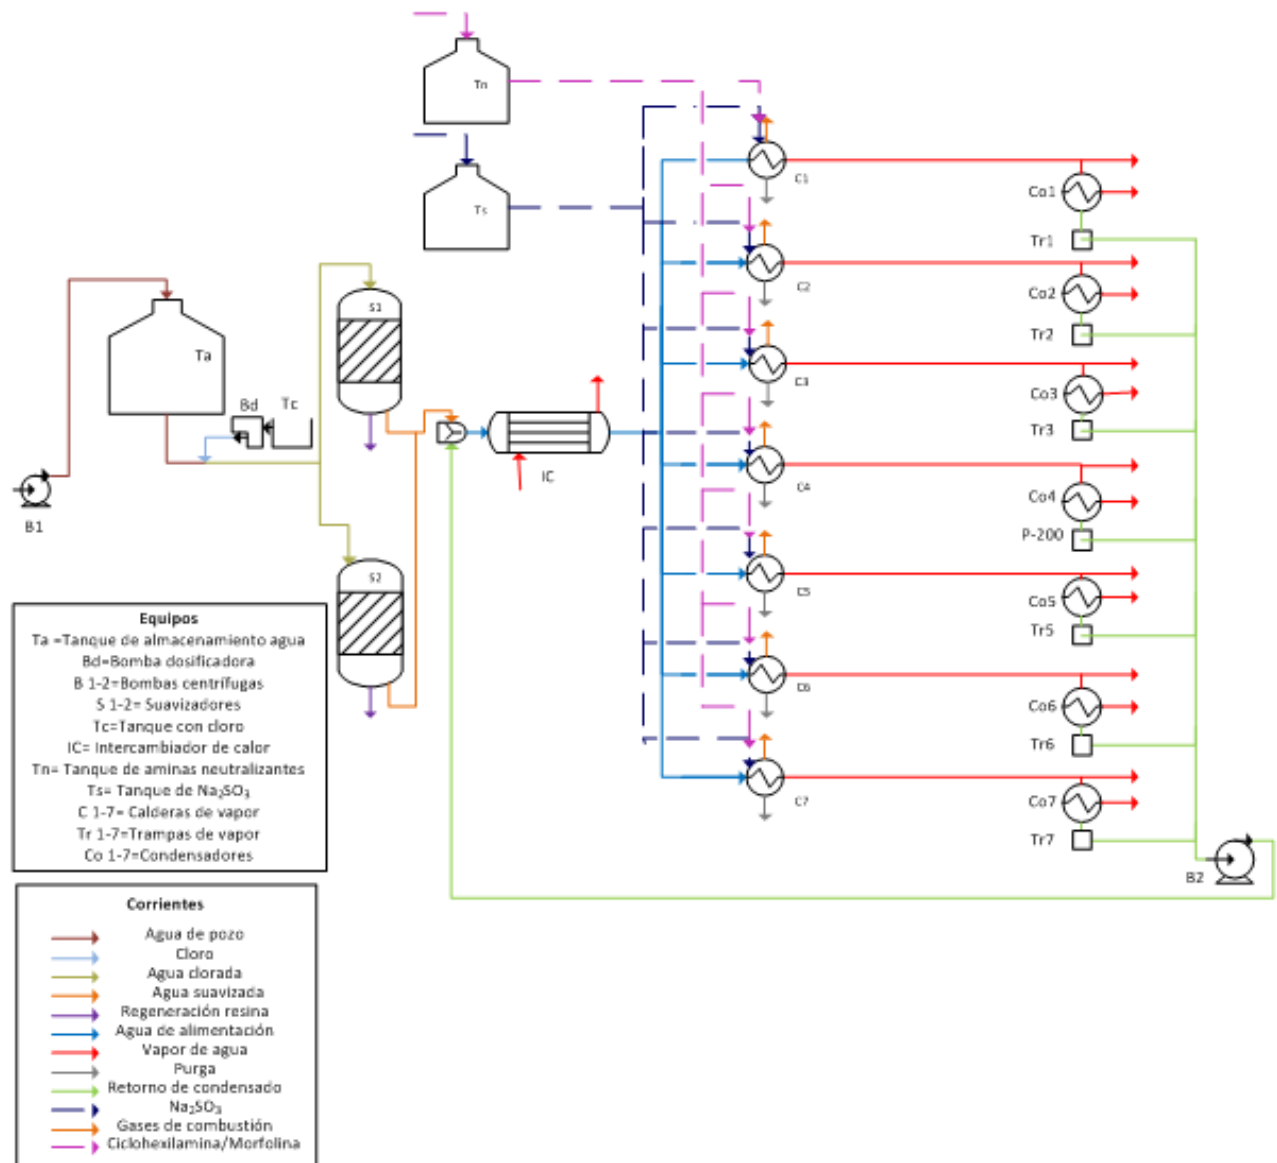 Tn
C1
Ts
Co1
Tr1
S1
C2
Co2
Ta
Tr2
C3
Bd
Tc
Co3
Tr3
IC
C4
Co4
B1
P-200
S2
C5
Co5
Tr5
C6
Co6
Tr6
C7
Co7
Tr7
B2
Equipos
Ta =Tanque de almacenamiento agua
Bd=Bomba dosificadora
B 1-2=Bombas centrífugas
S 1-2= Suavizadores
Tc=Tanque con cloro
IC= Intercambiador de calor
Tn= Tanque de aminas neutralizantes
Ts= Tanque de Na₂SO₃
C 1-7= Calderas de vapor
Tr 1-7=Trampas de vapor
Co 1-7=Condensadores
Corrientes
Agua de pozo
Cloro
Agua clorada
Agua suavizada
Regeneración resina
Agua de alimentación
Vapor de agua
Purga
Retorno de condensado
Na₂SO₃
Gases de combustión
Ciclohexilamina/Morfolina